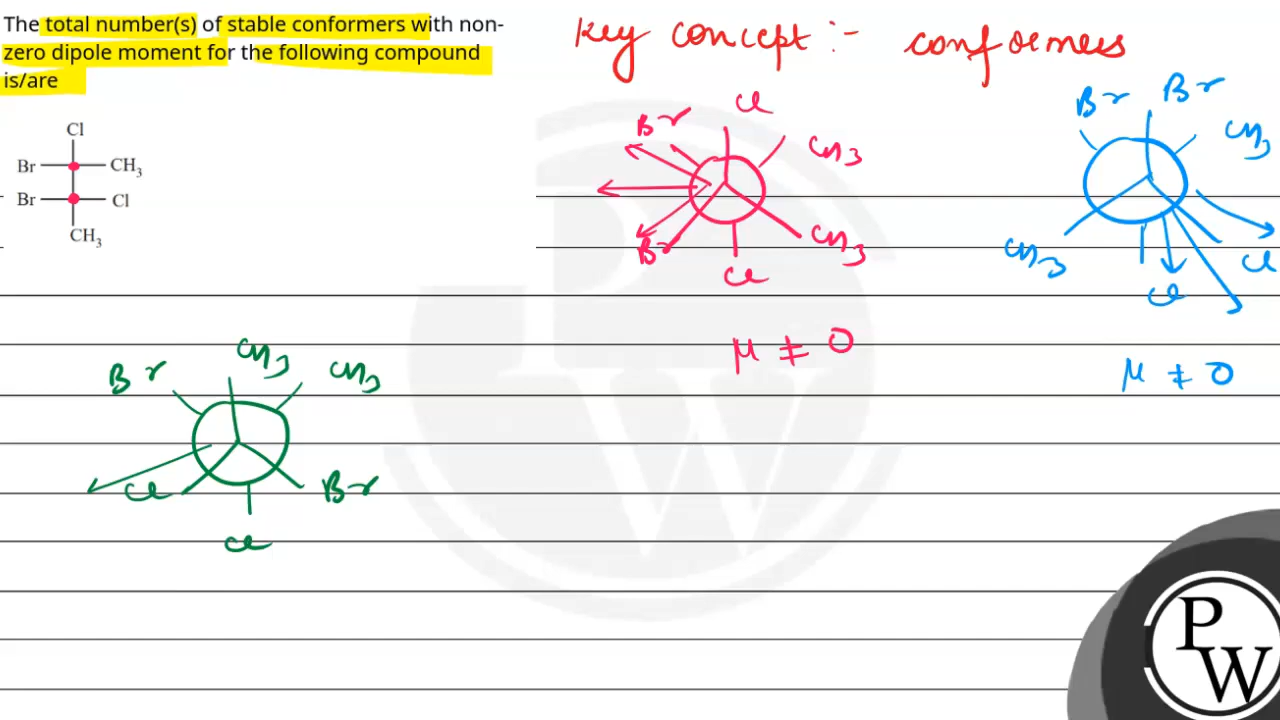 The total number(s) of stable conformers with non-
zero dipole moment for the following compound
is/are
Cl
Br CH3
Br Cl
CH3
Key concept :- conformers
Br Cl CH3
Br Cl CH3
μ ≠ 0
Br Br CH3
CH3 Cl Cl
μ ≠ 0
Br CH3 CH3
Cl Cl Br
P
W
PW